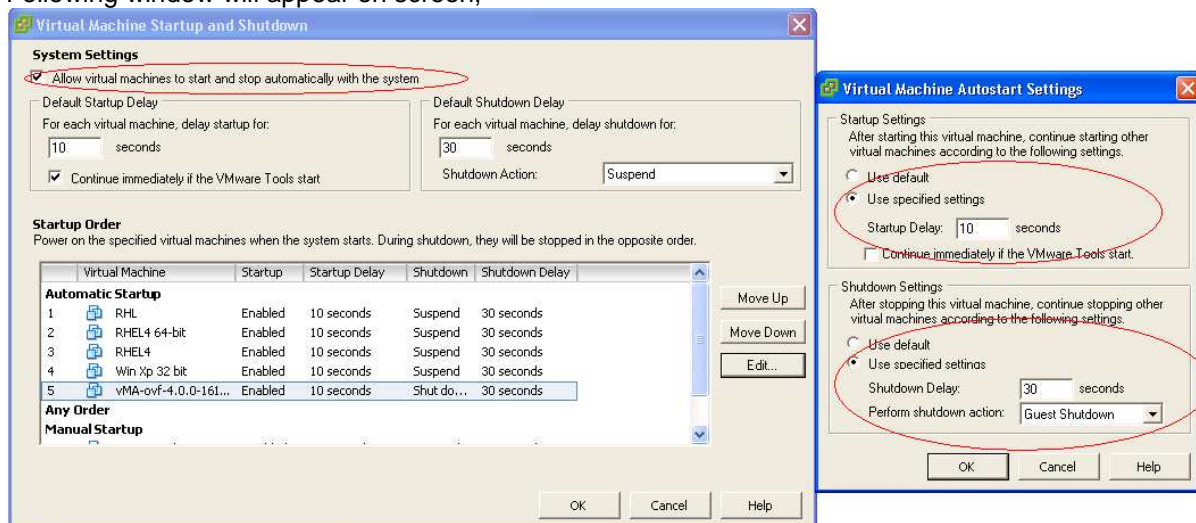 Following window will appear on screen,
Virtual Machine Startup and Shutdown
System Settings
Allow virtual machines to start and stop automatically with the system
Default Startup Delay
For each virtual machine, delay startup for:
10 seconds
Continue immediately if the VMware Tools start
Default Shutdown Delay
For each virtual machine, delay shutdown for:
30 seconds
Shutdown Action: Suspend
Startup Order
Power on the specified virtual machines when the system starts. During shutdown, they will be stopped in the opposite order.
Virtual Machine Startup Startup Delay Shutdown Shutdown Delay
Automatic Startup
1 RHL Enabled 10 seconds Suspend 30 seconds
2 RHEL4 64-bit Enabled 10 seconds Suspend 30 seconds
3 RHEL4 Enabled 10 seconds Suspend 30 seconds
4 Win Xp 32 bit Enabled 10 seconds Suspend 30 seconds
5 vMA-ovf-4.0.0-161... Enabled 10 seconds Shut do... 30 seconds
Any Order
Manual Startup
Move Up
Move Down
Edit...
OK Cancel Help
Virtual Machine Autostart Settings
Startup Settings
After starting this virtual machine, continue starting other
virtual machines according to the following settings.
Use default
Use specified settings
Startup Delay: 10 seconds
Continue immediately if the VMware Tools start.
Shutdown Settings
After stopping this virtual machine, continue stopping other
virtual machines according to the following settings.
Use default
Use specified settings
Shutdown Delay: 30 seconds
Perform shutdown action: Guest Shutdown
OK Cancel Help